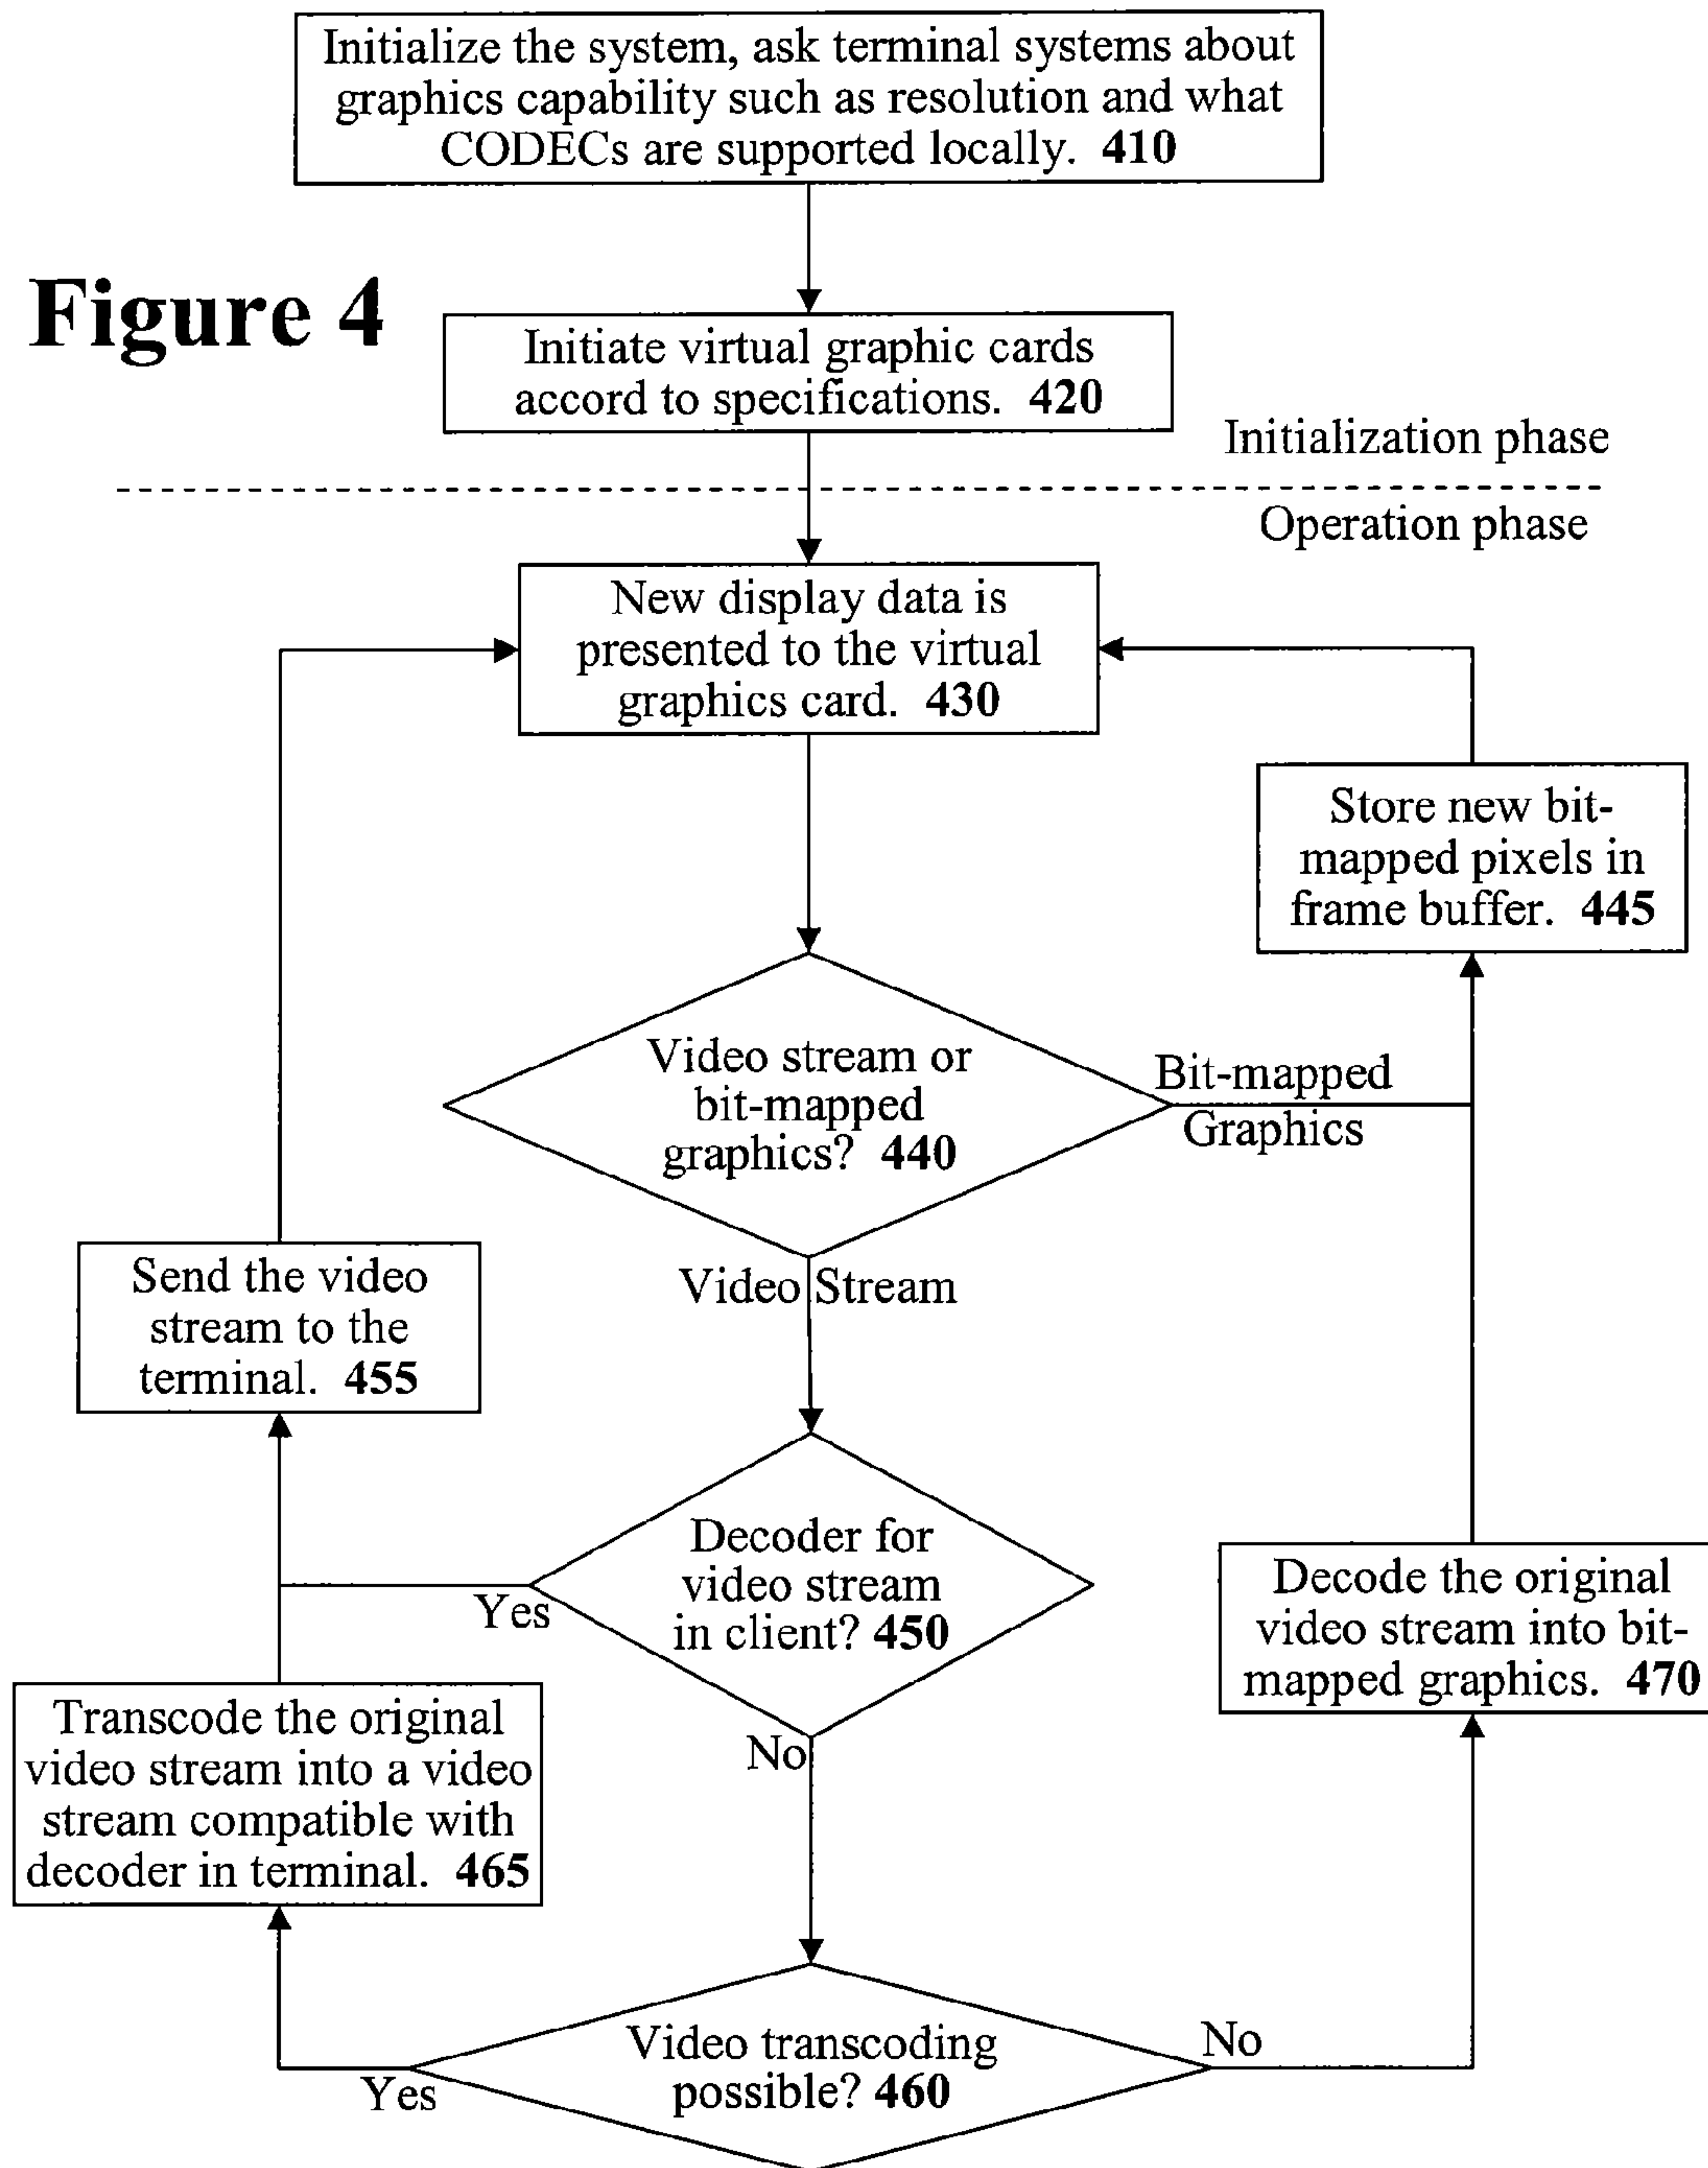 Initialize the system, ask terminal systems about
graphics capability such as resolution and what
CODECs are supported locally. 410
Figure 4
Initiate virtual graphic cards
accord to specifications. 420
Initialization phase
Operation phase
New display data is
presented to the virtual
graphics card. 430
Store new bit-
mapped pixels in
frame buffer. 445
Video stream or
bit-mapped
graphics? 440
Bit-mapped
Graphics
Send the video
stream to the
terminal. 455
Video Stream
Decoder for
video stream
in client? 450
Yes
No
Decode the original
video stream into bit-
mapped graphics. 470
Transcode the original
video stream into a video
stream compatible with
decoder in terminal. 465
Video transcoding
possible? 460
Yes
No